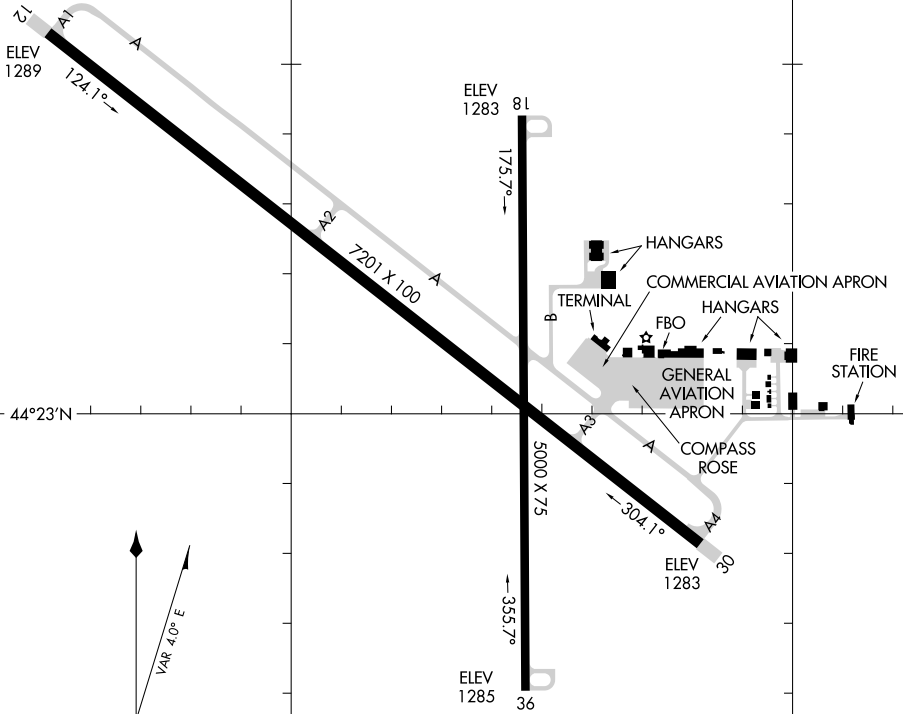 12
A1
A
ELEV
1289
124.1°
ELEV
1283
18
175.7°
A2
7201 X 100
A
HANGARS
COMMERCIAL AVIATION APRON
TERMINAL
HANGARS
B
FBO
FIRE
STATION
GENERAL
AVIATION
APRON
44°23'N
A3
A
COMPASS
ROSE
5000 X 75
304.1°
A4
30
ELEV
1283
355.7°
VAR 4.0° E
ELEV
1285
36